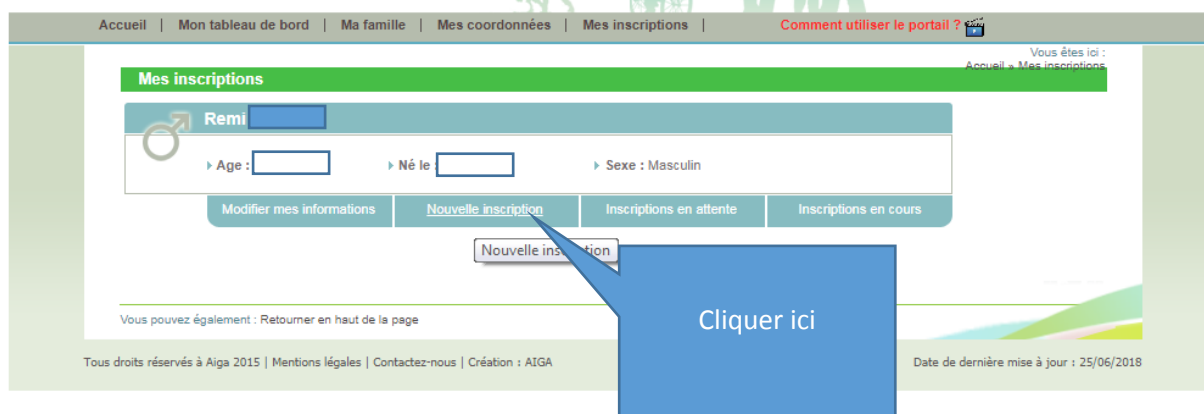 Accueil | Mon tableau de bord | Ma famille | Mes coordonnées | Mes inscriptions | Comment utiliser le portail ?
Vous êtes ici :
Accueil » Mes inscriptions
Mes inscriptions
Remi
Age :
Né le :
Sexe : Masculin
Modifier mes informations
Nouvelle inscription
Inscriptions en attente
Inscriptions en cours
Nouvelle
Cliquer ici
Vous pouvez également : Retourner en haut de la page
Tous droits réservés à Aiga 2015 | Mentions légales | Contactez-nous | Création : AIGA
Date de dernière mise à jour : 25/06/2018